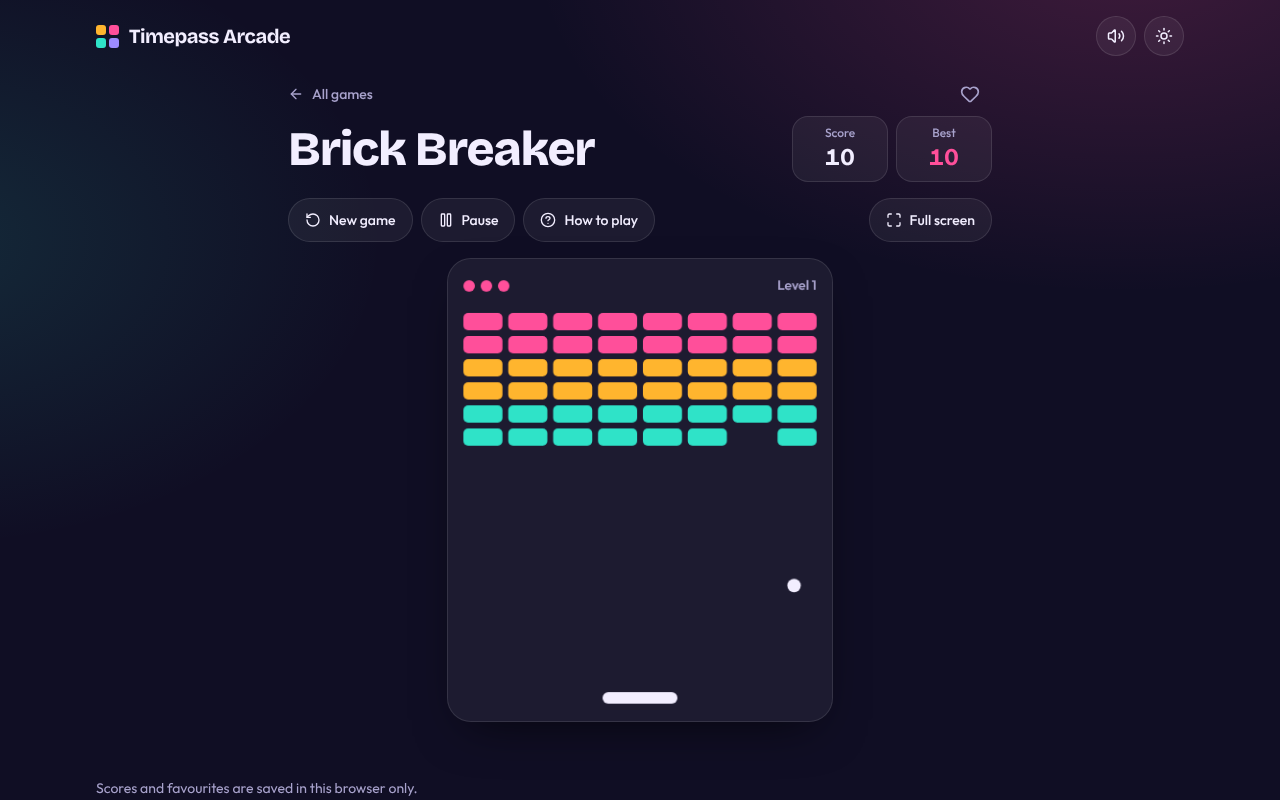 Timepass Arcade
All games
Brick Breaker
Score
10
Best
10
New game
Pause
How to play
Full screen
Level 1
Scores and favourites are saved in this browser only.